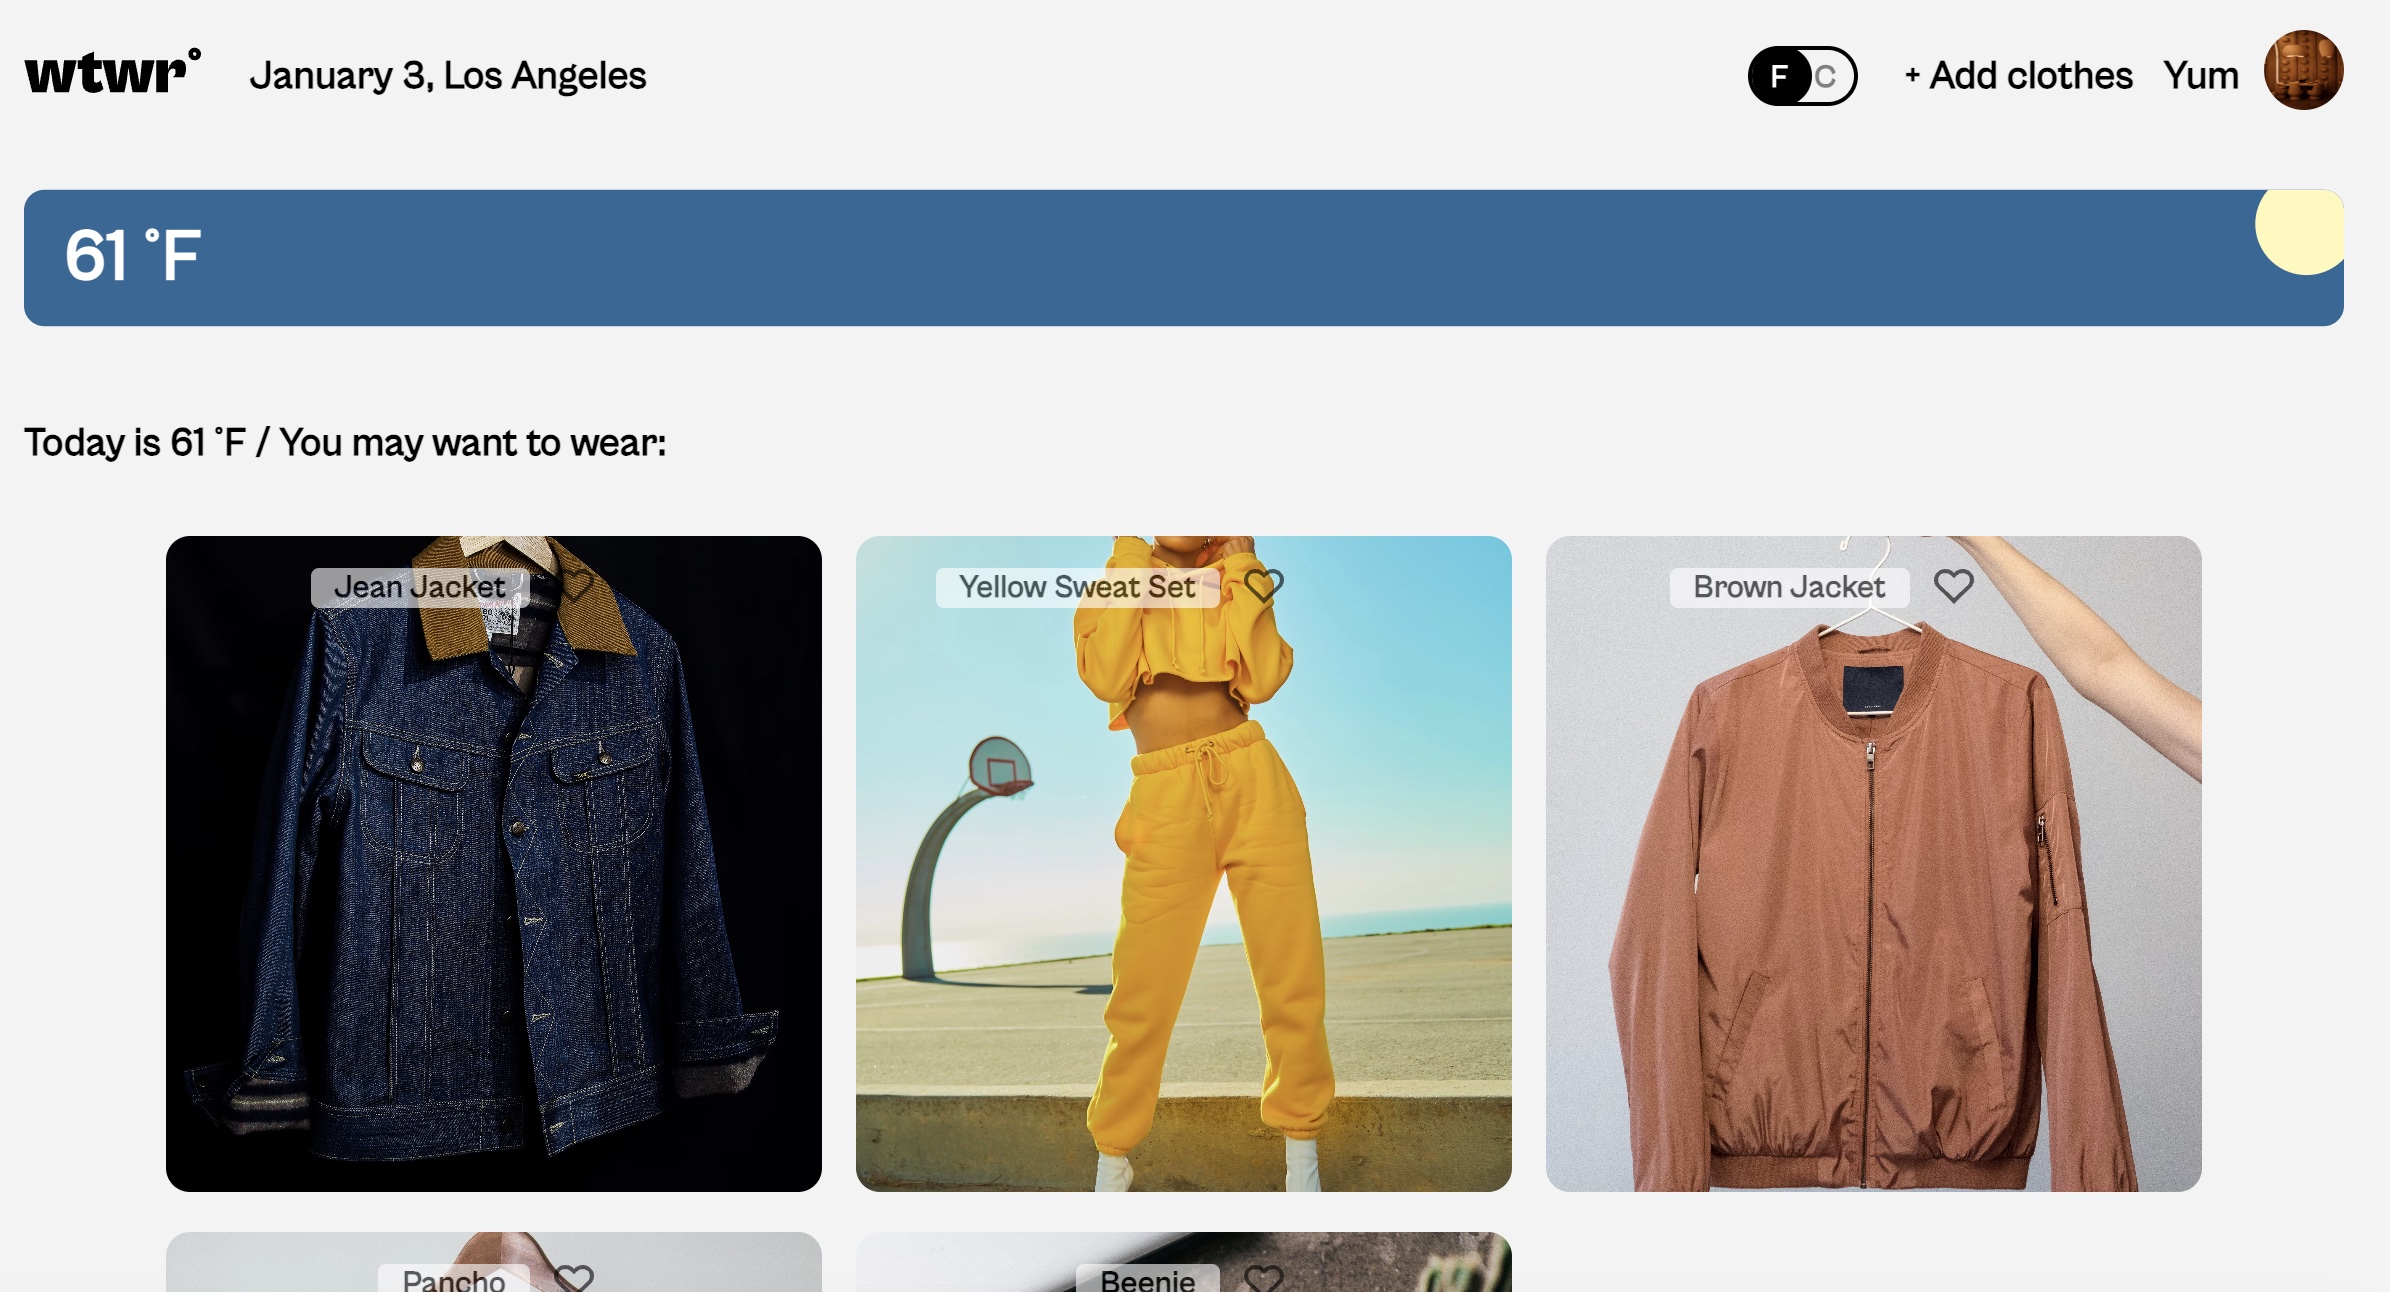 wtwr°
January 3, Los Angeles
F C
+ Add clothes
Yum
61 °F
Today is 61 °F / You may want to wear:
Jean Jacket
Yellow Sweat Set
Brown Jacket
Pancho
Beenie